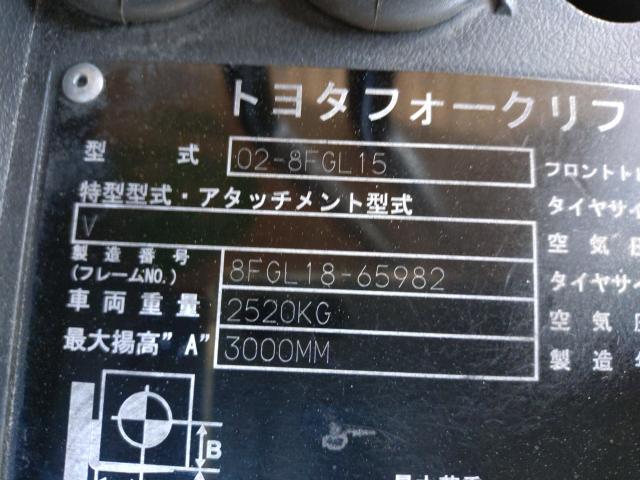 トヨタフォークリフ
型 式 02-8FGL15
特型型式・アタッチメント型式
V
製造番号
(フレームNO.) 8FGL18-65982
車両重量 2520KG
最大揚高"A" 3000MM
フロント
タイヤサ
空 気
タイヤサ
空 気
製 造
B